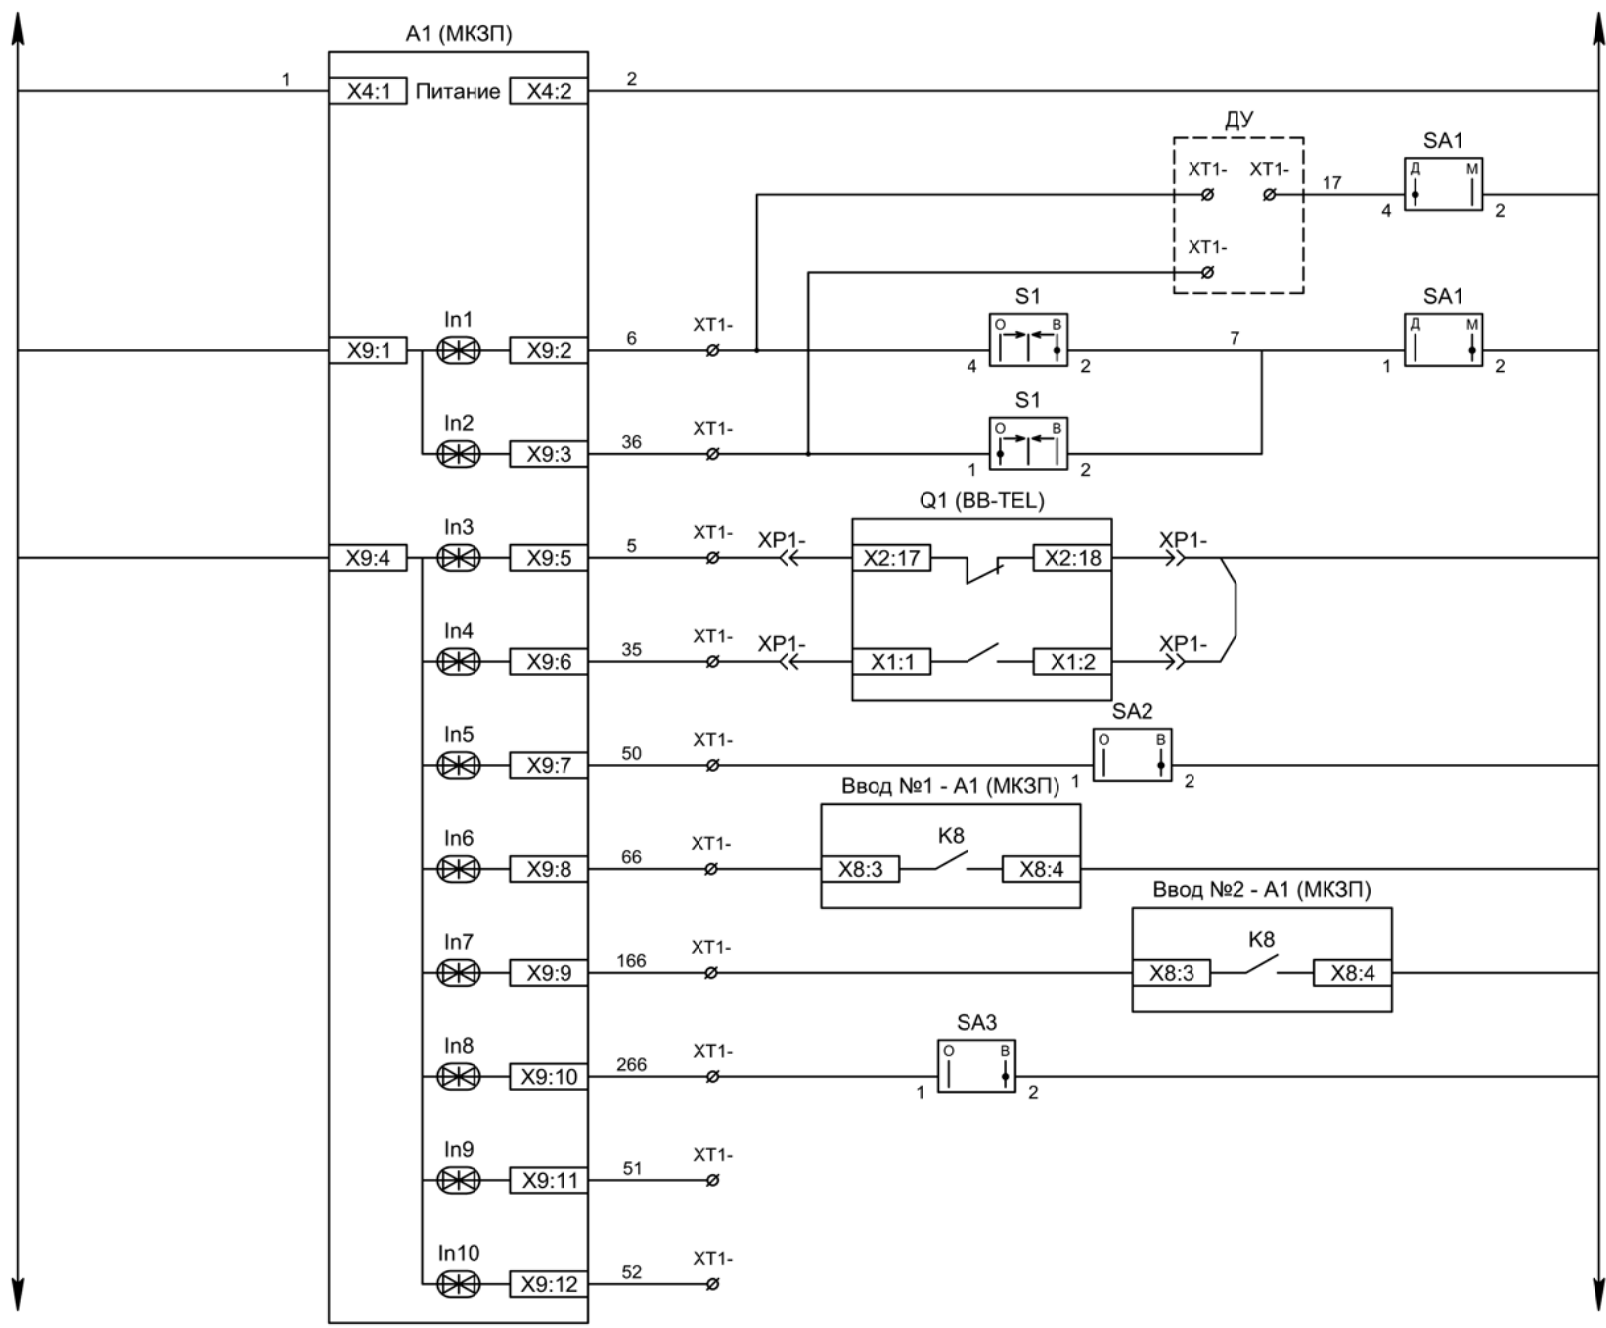 А1 (МКЗП)
1
X4:1 Питание X4:2
2
ДУ
SA1
XT1- XT1-
17
Д М
4 2
XT1-
In1
X9:1 X9:2
6
XT1-
S1
О В
4 2
7
SA1
Д М
1 2
In2
X9:3
36
XT1-
S1
О В
1 2
Q1 (BB-TEL)
In3
X9:4 X9:5
5
XT1-
XP1-
X2:17 X2:18
XP1-
In4
X9:6
35
XT1-
XP1-
X1:1 X1:2
XP1-
In5
X9:7
50
XT1-
SA2
О В
1 2
Ввод №1 - А1 (МКЗП)
In6
X9:8
66
XT1-
K8
X8:3 X8:4
Ввод №2 - А1 (МКЗП)
In7
X9:9
166
XT1-
K8
X8:3 X8:4
In8
X9:10
266
XT1-
SA3
О В
1 2
In9
X9:11
51
XT1-
In10
X9:12
52
XT1-